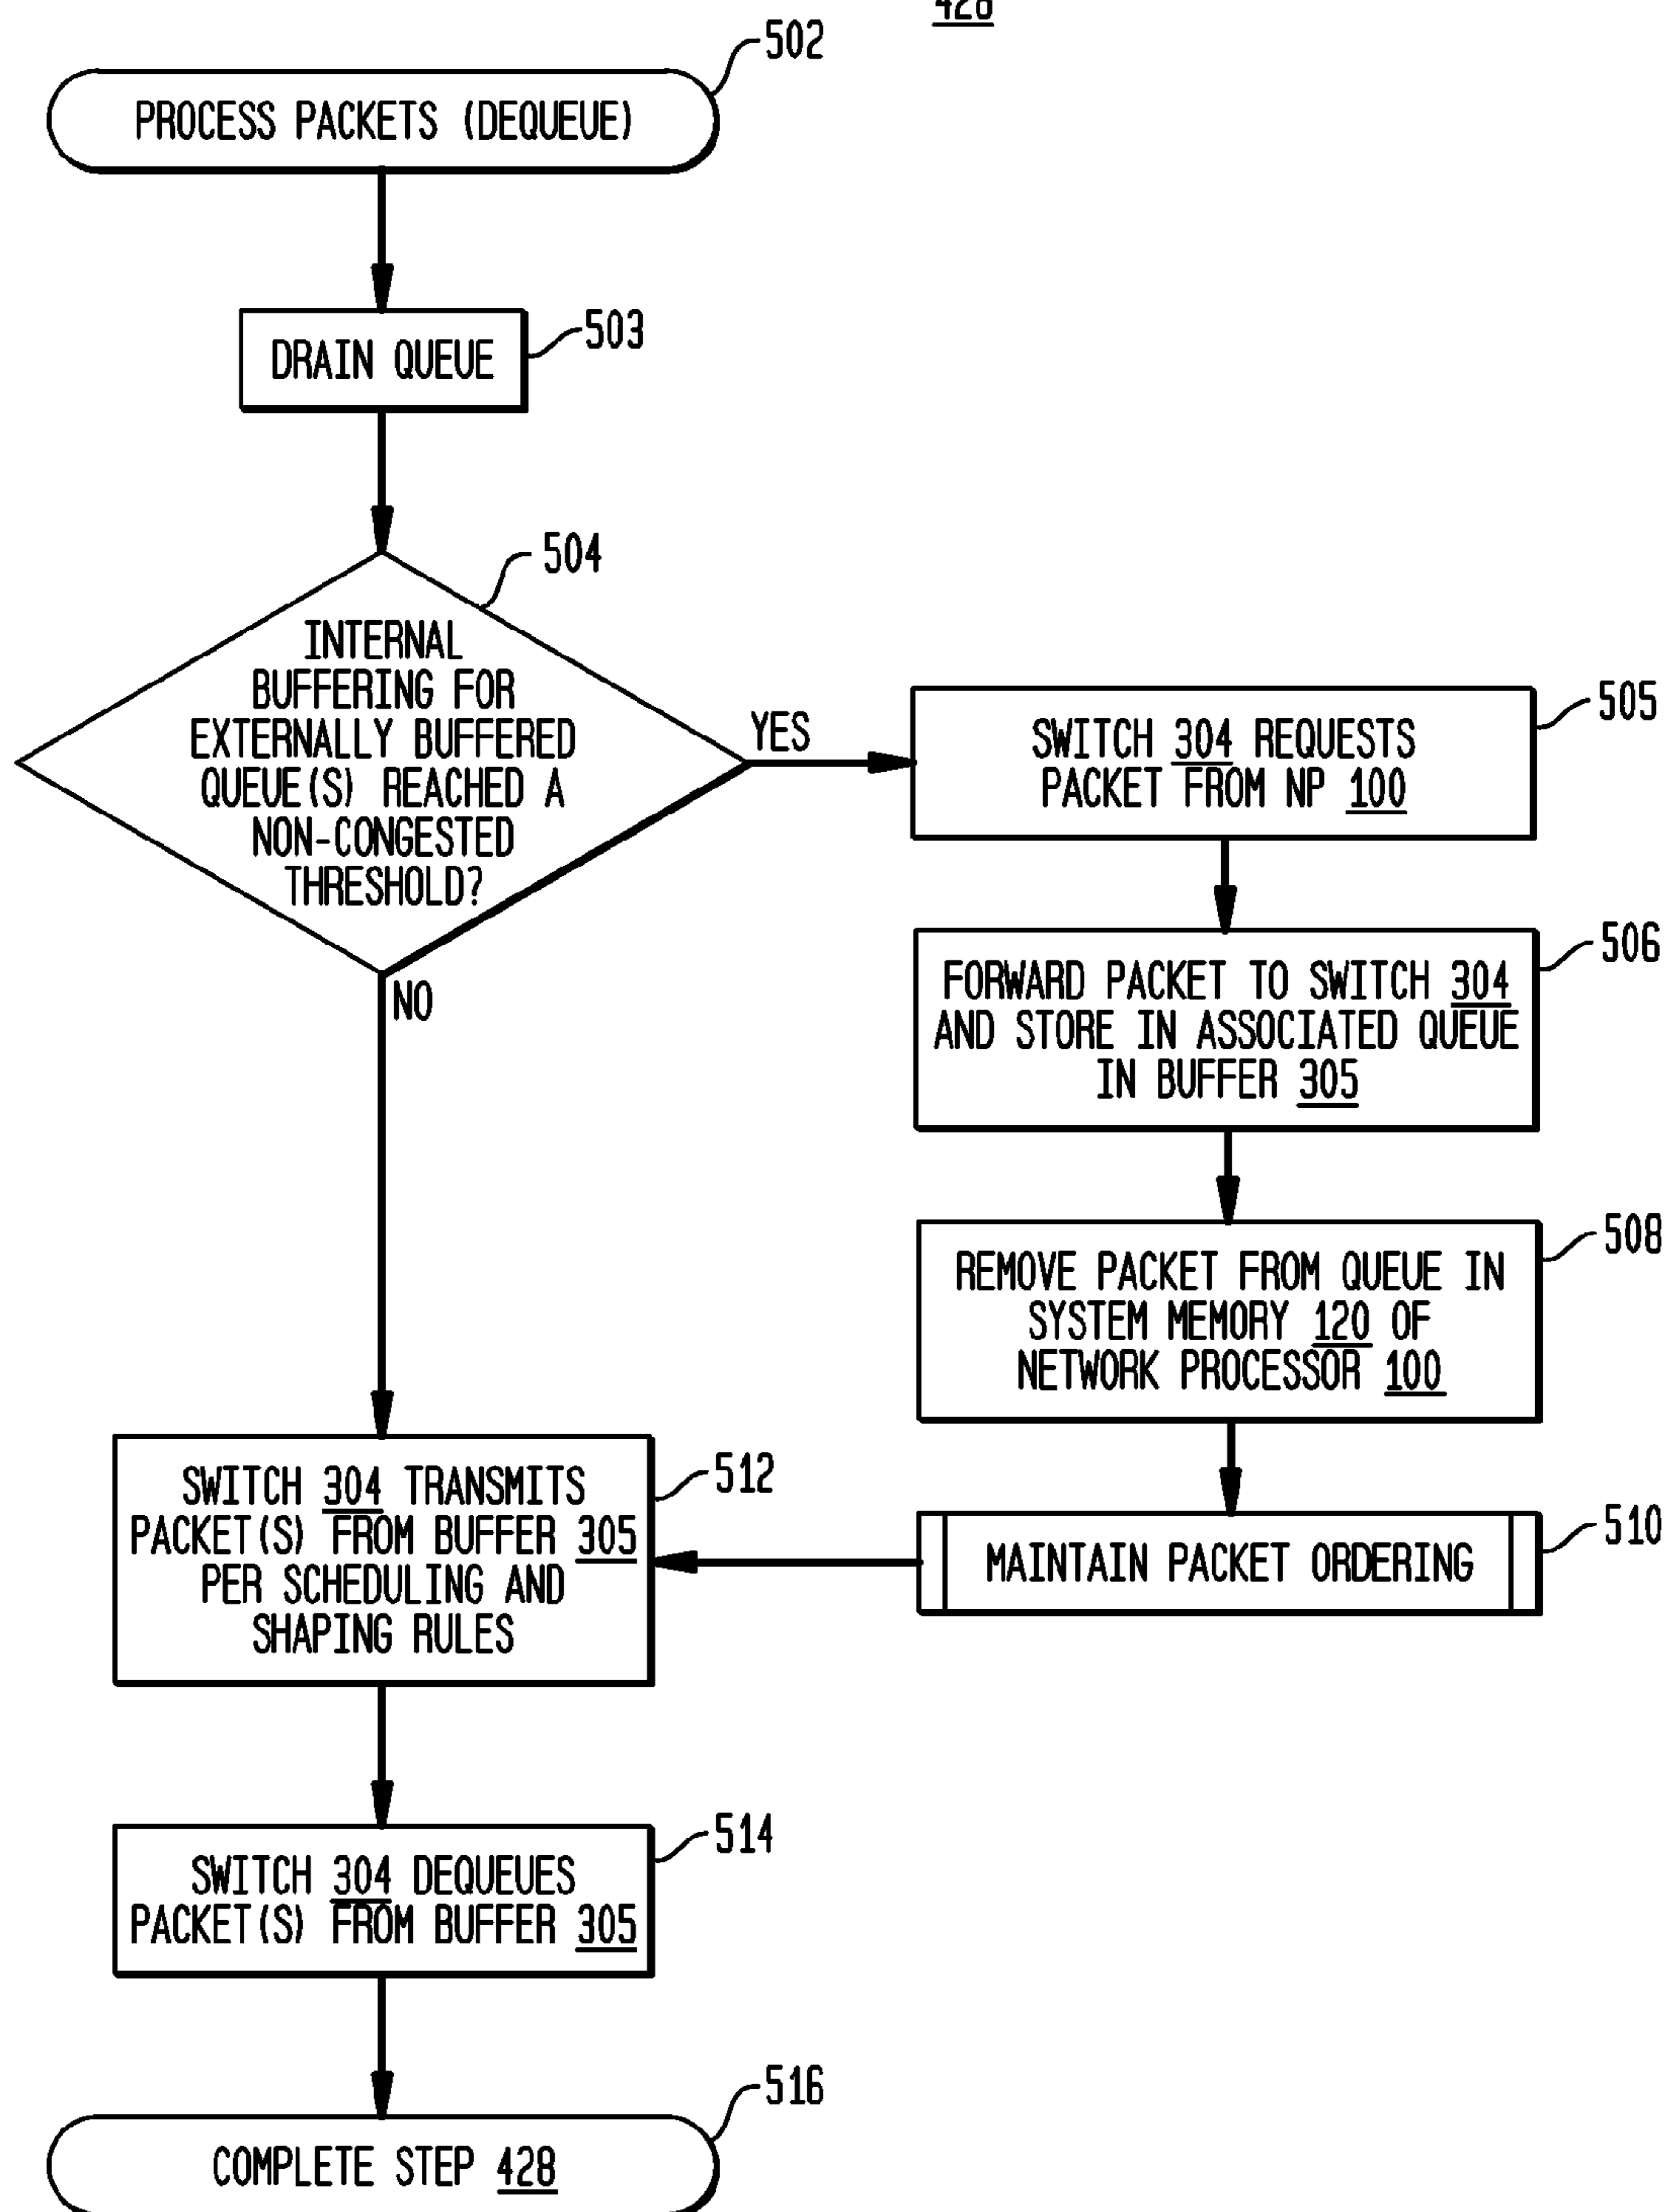 428
502
PROCESS PACKETS (DEQUEUE)
503
DRAIN QUEUE
504
INTERNAL
BUFFERING FOR
EXTERNALLY BUFFERED
QUEUE(S) REACHED A
NON-CONGESTED
THRESHOLD?
YES
NO
505
SWITCH 304 REQUESTS
PACKET FROM NP 100
506
FORWARD PACKET TO SWITCH 304
AND STORE IN ASSOCIATED QUEUE
IN BUFFER 305
508
REMOVE PACKET FROM QUEUE IN
SYSTEM MEMORY 120 OF
NETWORK PROCESSOR 100
510
MAINTAIN PACKET ORDERING
512
SWITCH 304 TRANSMITS
PACKET(S) FROM BUFFER 305
PER SCHEDULING AND
SHAPING RULES
514
SWITCH 304 DEQUEUES
PACKET(S) FROM BUFFER 305
516
COMPLETE STEP 428